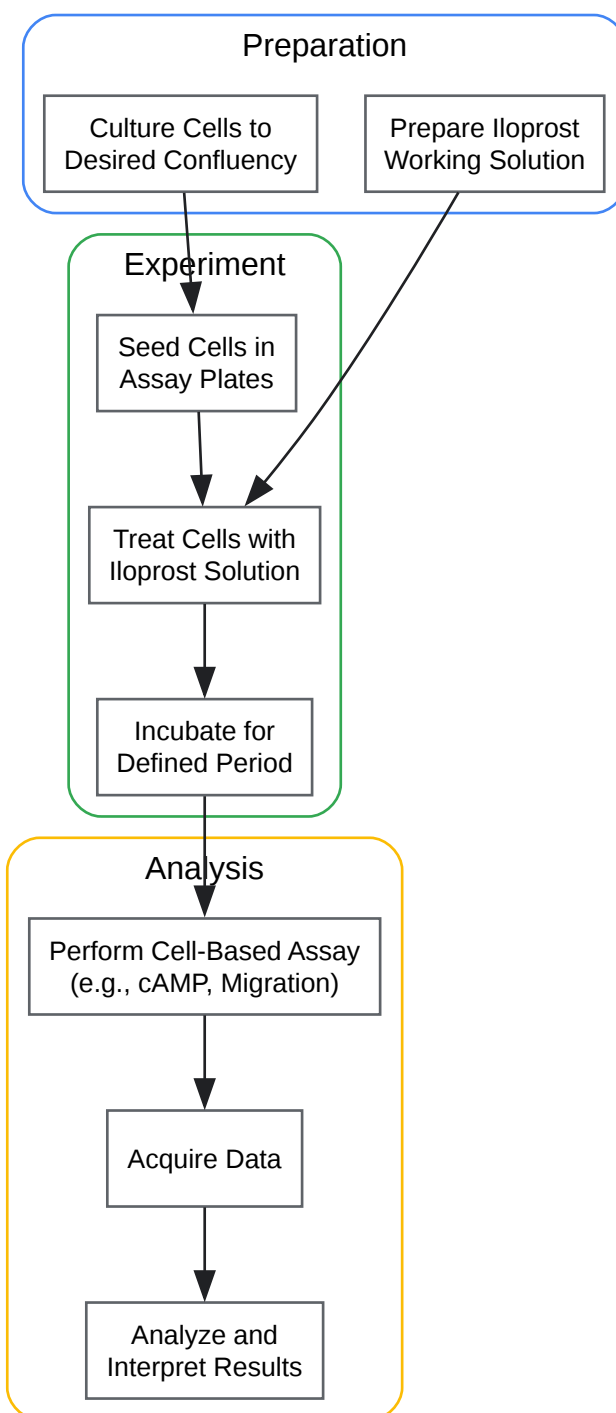 Preparation
Culture Cells to
Desired Confluency
Prepare Iloprost
Working Solution
Experiment
Seed Cells in
Assay Plates
Treat Cells with
Iloprost Solution
Incubate for
Defined Period
Analysis
Perform Cell-Based Assay
(e.g., cAMP, Migration)
Acquire Data
Analyze and
Interpret Results